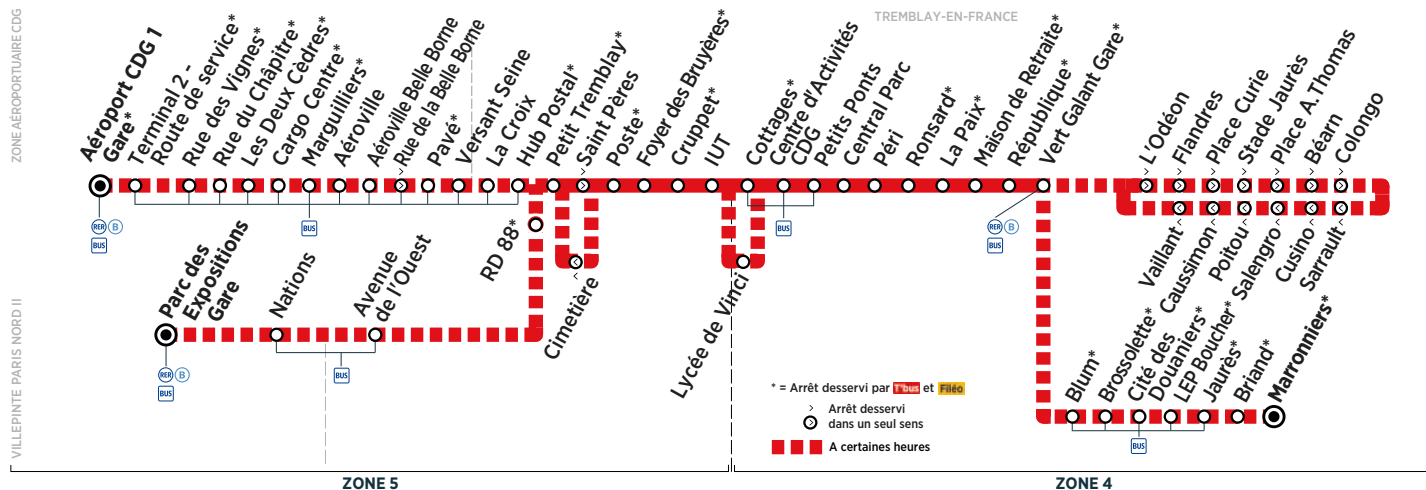 ZONE AÉROPORTUAIRE CDG
TREMBLAY-EN-FRANCE
Aéroport CDG 1
Gare*
Terminal 2 -
Route de service*
Rue des Vignes*
Rue du Châpitre*
Les Deux Cèdres*
Cargo Centre*
Marguilliers*
Aéroville
Aéroville Belle Borne
Rue de la Belle Borne
Pavé*
Versant Seine
La Croix
Hub Postal*
Petit Tremblay*
Saint Pères
Poste*
Foyer des Bruyères*
Cruppet*
IUT
Cottages*
Centre d'Activités
CDG
Petits Ponts
Central Parc
Péri
Ronsard*
La Paix*
Maison de Retraite*
République*
Vert Galant Gare*
L'Odéon
Flandres
Place Curie
Stade Jaurès
Place A.Thomas
Béarn
Colongo
RER B
BUS
BUS
BUS
RER B
BUS
Vaillant
Caussimon
Poitou
Salengro
Cusino
Sarrault
RD 88*
Cimetière
Lycée de Vinci
VILLEPINTE PARIS NORD II
Parc des
Expositions
Gare
Nations
Avenue
de l'Ouest
RER B
BUS
BUS
Blum*
Brossolette*
Cité des
Douaniers*
LEP Boucher*
Jaurès*
Briand*
Marronniers*
BUS
* = Arrêt desservi par T'bus et Filéo
Arrêt desservi
dans un seul sens
A certaines heures
ZONE 5
ZONE 4